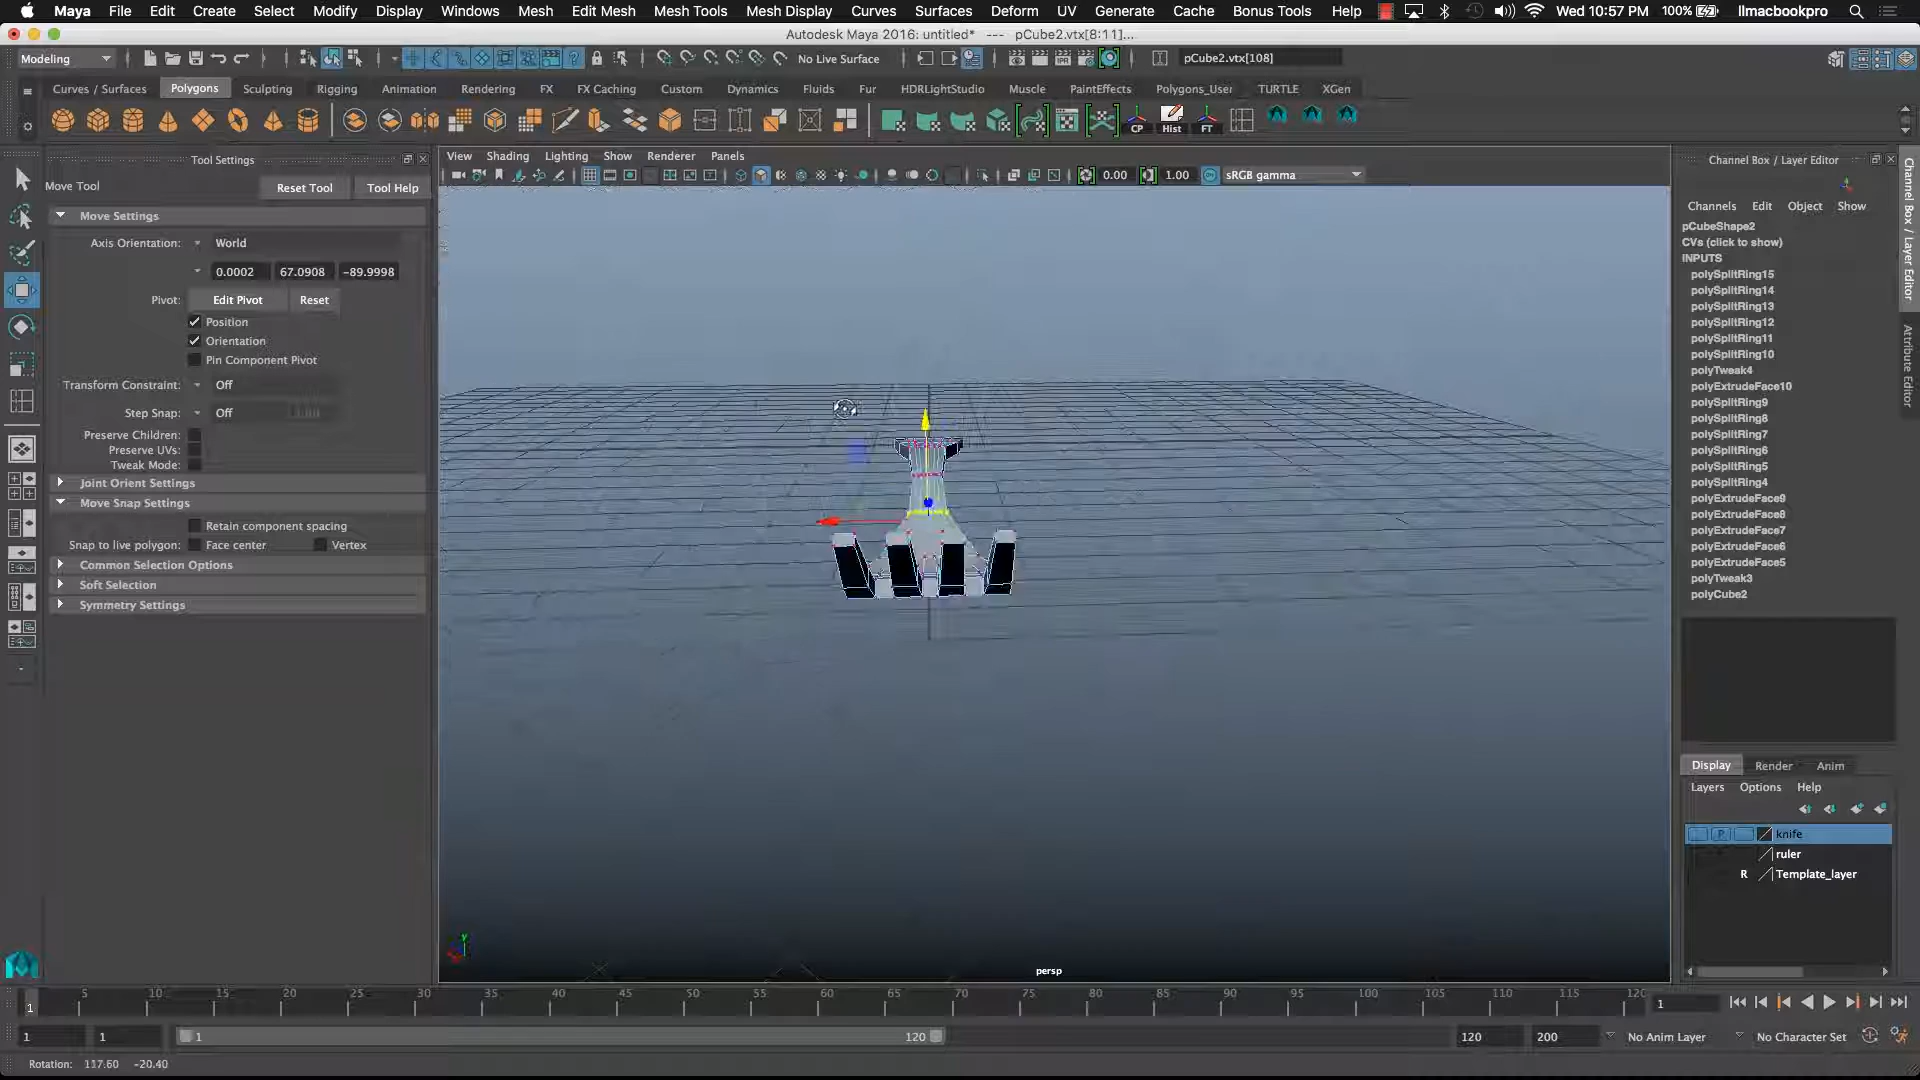 Maya File Edit Create Select Modify Display Windows Mesh Edit Mesh Mesh Tools Mesh Display Curves Surfaces Deform UV Generate Cache Bonus Tools Help Wed 10:57 PM 100% llmacbookpro
Autodesk Maya 2016: untitled* --- pCube2.vtx[8:11]...
Modeling No Live Surface pCube2.vtx[108]
Curves / Surfaces Polygons Sculpting Rigging Animation Rendering FX FX Caching Custom Dynamics Fluids Fur HDRLightStudio Muscle PaintEffects Polygons_User TURTLE XGen
CP Hist FT
Tool Settings
Move Tool Reset Tool Tool Help
Move Settings
Axis Orientation: World
0.0002 67.0908 -89.9998
Pivot: Edit Pivot Reset
Position
Orientation
Pin Component Pivot
Transform Constraint: Off
Step Snap: Off
Preserve Children:
Preserve UVs:
Tweak Mode:
Joint Orient Settings
Move Snap Settings
Retain component spacing
Snap to live polygon: Face center Vertex
Common Selection Options
Soft Selection
Symmetry Settings
View Shading Lighting Show Renderer Panels
0.00 1.00 sRGB gamma
persp
Channel Box / Layer Editor
Channels Edit Object Show
pCubeShape2
CVs (click to show)
INPUTS
polySplitRing15
polySplitRing14
polySplitRing13
polySplitRing12
polySplitRing11
polySplitRing10
polyTweak4
polyExtrudeFace10
polySplitRing9
polySplitRing8
polySplitRing7
polySplitRing6
polySplitRing5
polySplitRing4
polyExtrudeFace9
polyExtrudeFace8
polyExtrudeFace7
polyExtrudeFace6
polyExtrudeFace5
polyTweak3
polyCube2
Display Render Anim
Layers Options Help
P knife
ruler
R Template_layer
Channel Box / Layer Editor
Attribute Editor
1 5 10 15 20 25 30 35 40 45 50 55 60 65 70 75 80 85 90 95 100 105 110 115 120 1
1 1 1 120 120 200 No Anim Layer No Character Set
Rotation: 117.60 -20.40